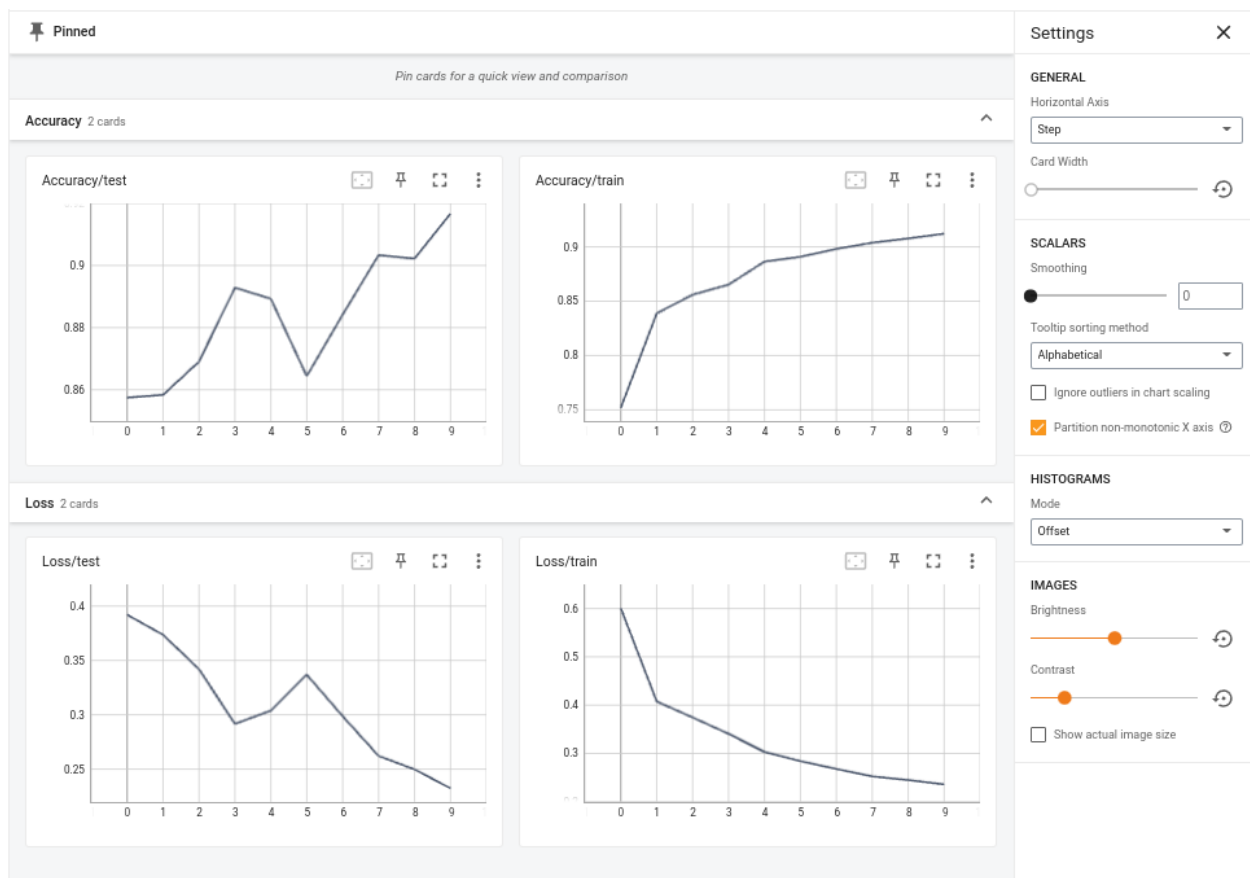 Pinned
Pin cards for a quick view and comparison
Accuracy 2 cards
Accuracy/test
0.9
0.88
0.86
0 1 2 3 4 5 6 7 8 9
Accuracy/train
0.9
0.85
0.8
0.75
0 1 2 3 4 5 6 7 8 9
Loss 2 cards
Loss/test
0.4
0.35
0.3
0.25
0 1 2 3 4 5 6 7 8 9
Loss/train
0.6
0.5
0.4
0.3
0 1 2 3 4 5 6 7 8 9
Settings
GENERAL
Horizontal Axis
Step
Card Width
SCALARS
Smoothing
0
Tooltip sorting method
Alphabetical
Ignore outliers in chart scaling
Partition non-monotonic X axis
HISTOGRAMS
Mode
Offset
IMAGES
Brightness
Contrast
Show actual image size